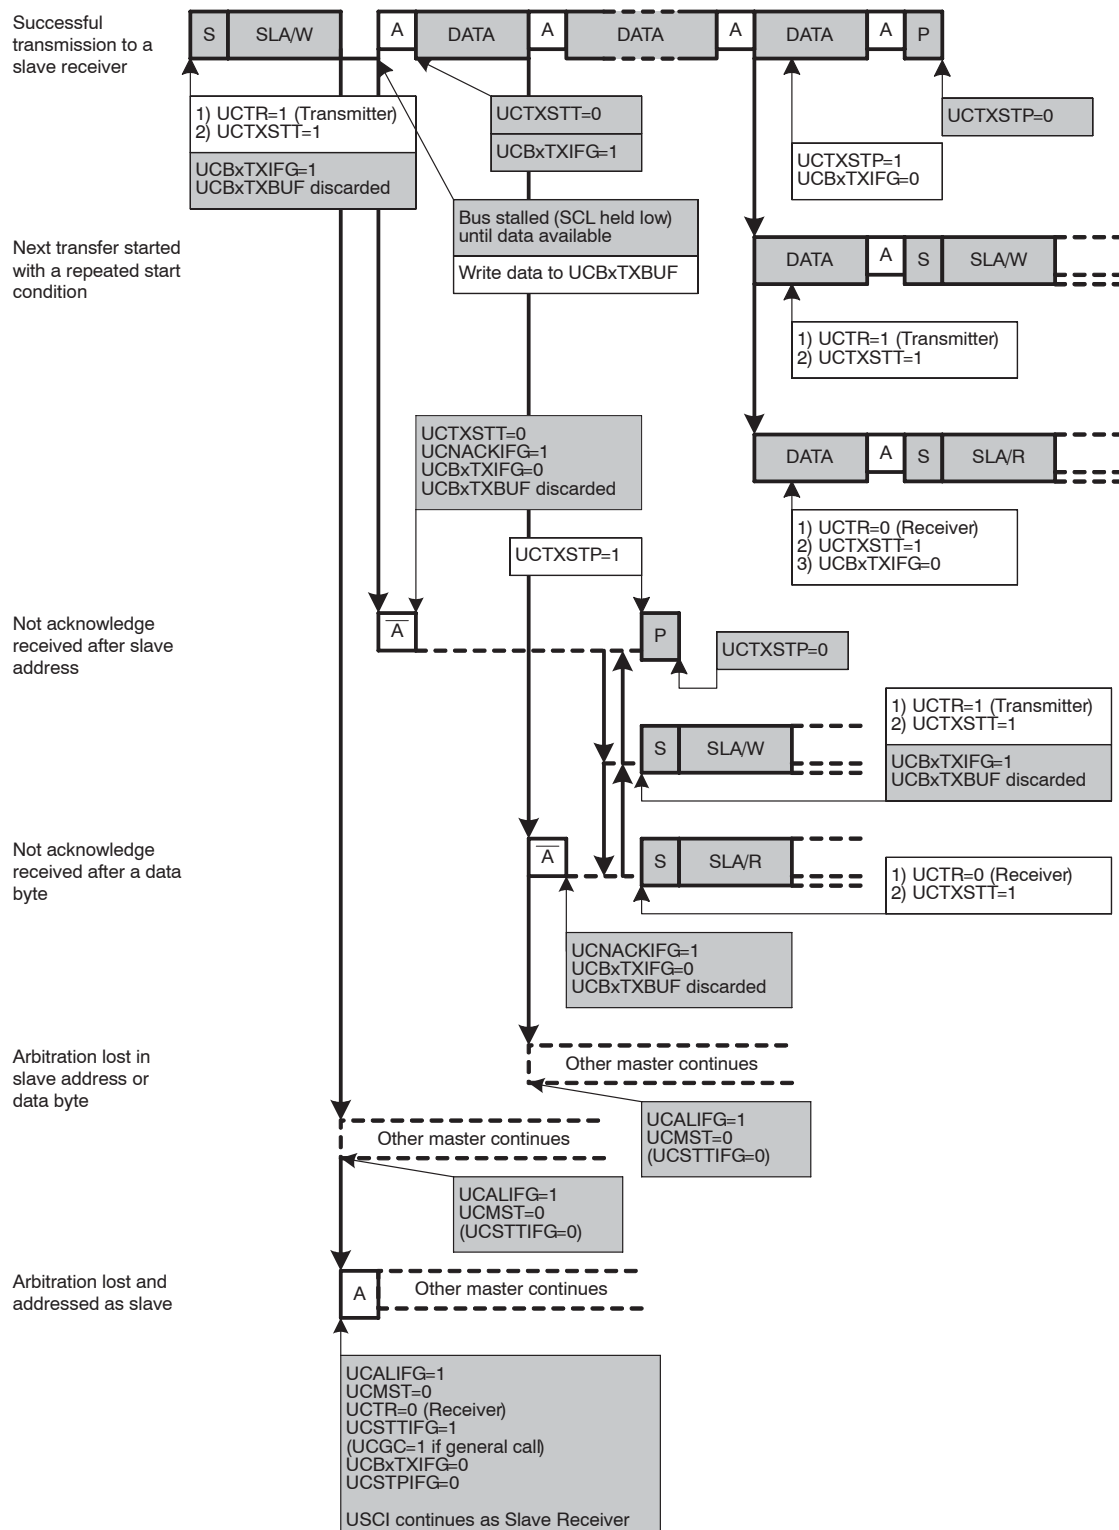 Successful
transmission to a
slave receiver
S
SLA/W
A
DATA
A
DATA
A
DATA
A
P
1) UCTR=1 (Transmitter)
2) UCTXSTT=1
UCBxTXIFG=1
UCBxTXBUF discarded
UCTXSTT=0
UCBxTXIFG=1
UCTXSTP=0
UCTXSTP=1
UCBxTXIFG=0
Bus stalled (SCL held low)
until data available
Write data to UCBxTXBUF
Next transfer started
with a repeated start
condition
DATA
A
S
SLA/W
1) UCTR=1 (Transmitter)
2) UCTXSTT=1
DATA
A
S
SLA/R
1) UCTR=0 (Receiver)
2) UCTXSTT=1
3) UCBxTXIFG=0
UCTXSTT=0
UCNACKIFG=1
UCBxTXIFG=0
UCBxTXBUF discarded
UCTXSTP=1
Not acknowledge
received after slave
address
A
P
UCTXSTP=0
S
SLA/W
1) UCTR=1 (Transmitter)
2) UCTXSTT=1
UCBxTXIFG=1
UCBxTXBUF discarded
Not acknowledge
received after a data
byte
A
S
SLA/R
1) UCTR=0 (Receiver)
2) UCTXSTT=1
UCNACKIFG=1
UCBxTXIFG=0
UCBxTXBUF discarded
Arbitration lost in
slave address or
data byte
Other master continues
UCALIFG=1
UCMST=0
(UCSTTIFG=0)
Other master continues
UCALIFG=1
UCMST=0
(UCSTTIFG=0)
Arbitration lost and
addressed as slave
A
Other master continues
UCALIFG=1
UCMST=0
UCTR=0 (Receiver)
UCSTTIFG=1
(UCGC=1 if general call)
UCBxTXIFG=0
UCSTPIFG=0
USCI continues as Slave Receiver